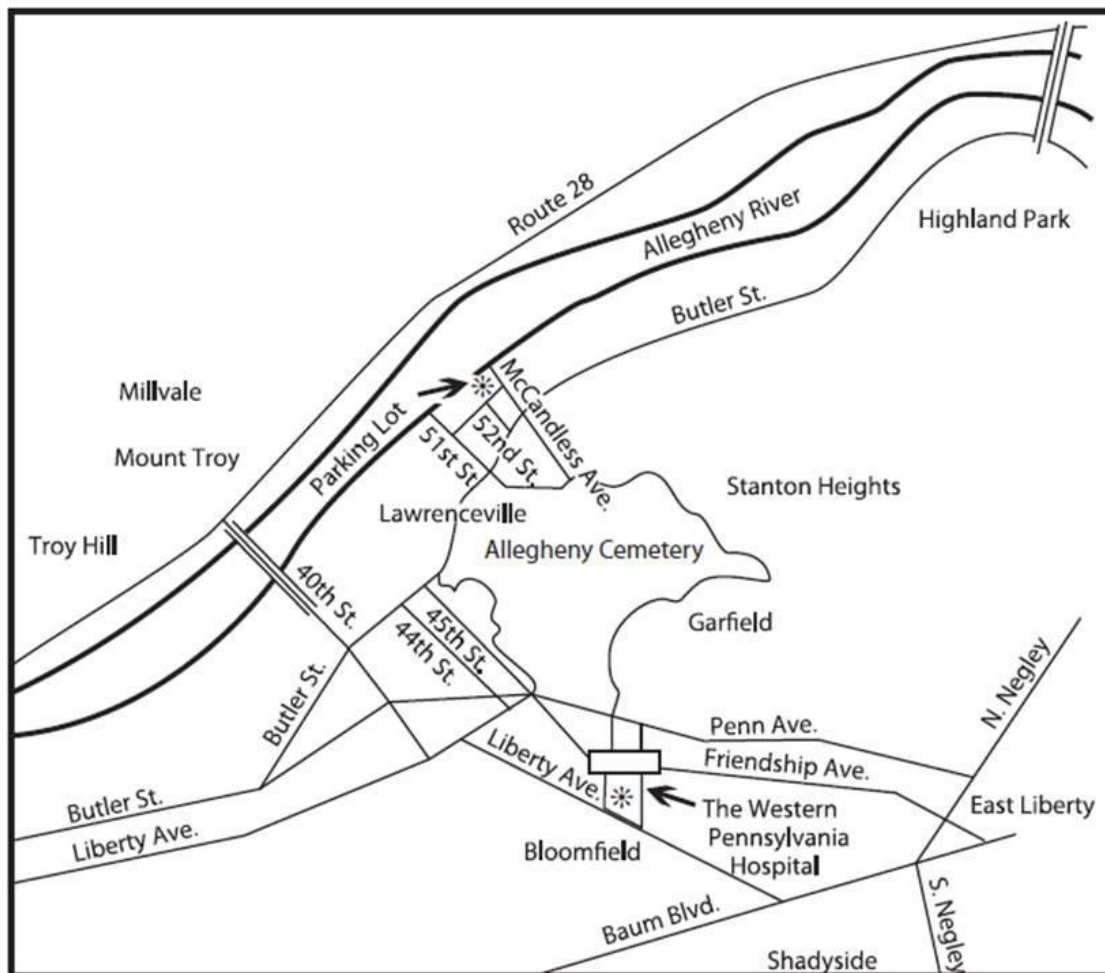 Route 28
Allegheny River
Highland Park
Butler St.
Millvale
McCandless Ave.
Parking Lot
52nd St.
51st St.
Mount Troy
Stanton Heights
Lawrenceville
Troy Hill
Allegheny Cemetery
40th St.
Garfield
45th St.
44th St.
N. Negley
Butler St.
Penn Ave.
Liberty Ave.
Friendship Ave.
Butler St.
Liberty Ave.
East Liberty
The Western
Pennsylvania
Hospital
Bloomfield
Baum Blvd.
S. Negley
Shadyside